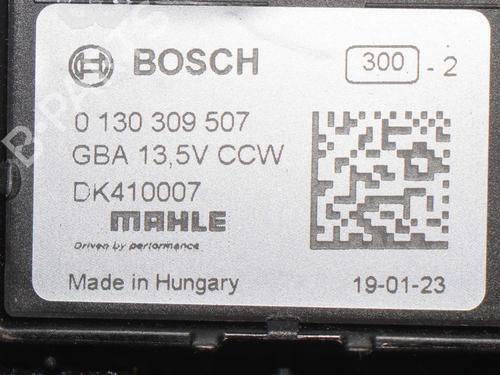 BOSCH 300 - 2
0 130 309 507
GBA 13,5V CCW
DK410007
MAHLE
Driven by performance
Made in Hungary 19-01-23